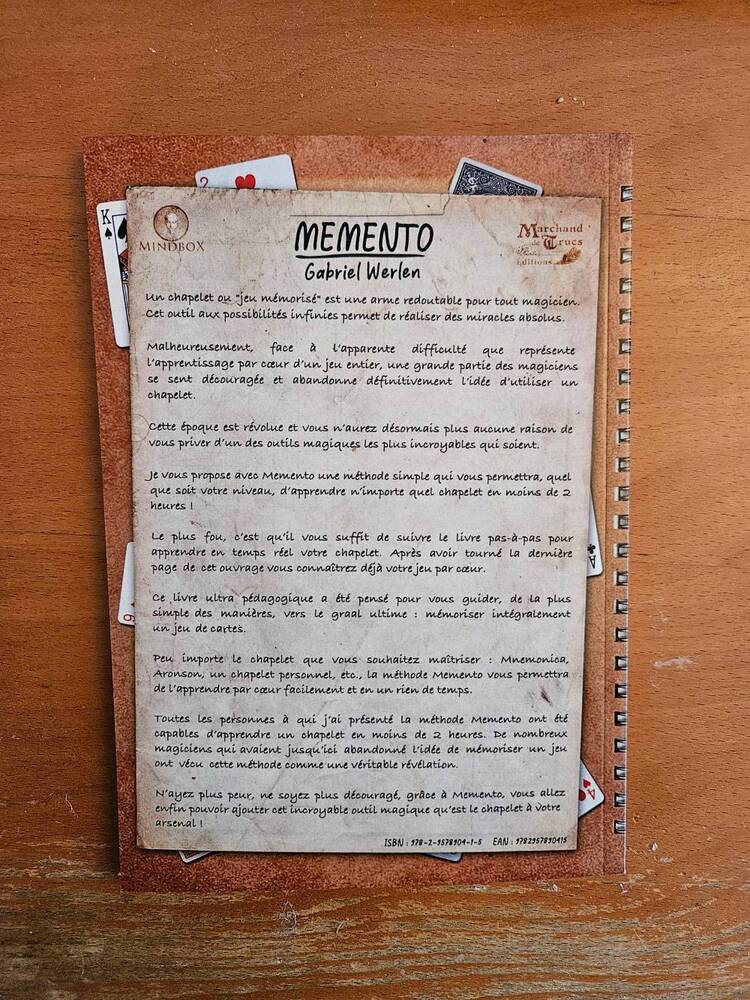 2
K
MINDBOX
MEMENTO
Gabriel Werlen
Marchand
de Trucs
Editions
Un chapelet ou "jeu mémorisé" est une arme redoutable pour tout magicien.
Cet outil aux possibilités infinies permet de réaliser des miracles absolus.
Malheureusement, face à l'apparente difficulté que représente
l'apprentissage par cœur d'un jeu entier, une grande partie des magiciens
se sent découragée et abandonne définitivement l'idée d'utiliser un
chapelet.
Cette époque est révolue et vous n'aurez désormais plus aucune raison de
vous priver d'un des outils magiques les plus incroyables qui soient.
Je vous propose avec Memento une méthode simple qui vous permettra, quel
que soit votre niveau, d'apprendre n'importe quel chapelet en moins de 2
heures !
Le plus fou, c'est qu'il vous suffit de suivre le livre pas-à-pas pour
apprendre en temps réel votre chapelet. Après avoir tourné la dernière
page de cet ouvrage vous connaîtrez déjà votre jeu par cœur.
Ce livre ultra pédagogique a été pensé pour vous guider, de la plus
simple des manières, vers le graal ultime : mémoriser intégralement
un jeu de cartes.
Peu importe le chapelet que vous souhaitez maîtriser : Mnemonica,
Aronson, un chapelet personnel, etc., la méthode Memento vous permettra
de l'apprendre par cœur facilement et en un rien de temps.
Toutes les personnes à qui j'ai présenté la méthode Memento ont été
capables d'apprendre un chapelet en moins de 2 heures. De nombreux
magiciens qui avaient jusqu'ici abandonné l'idée de mémoriser un jeu
ont vécu cette méthode comme une véritable révélation.
N'ayez plus peur, ne soyez plus découragé, grâce à Memento, vous allez
enfin pouvoir ajouter cet incroyable outil magique qu'est le chapelet à votre
arsenal !
ISBN : 978-2-9578904-1-5 EAN : 9782957890415
A
4